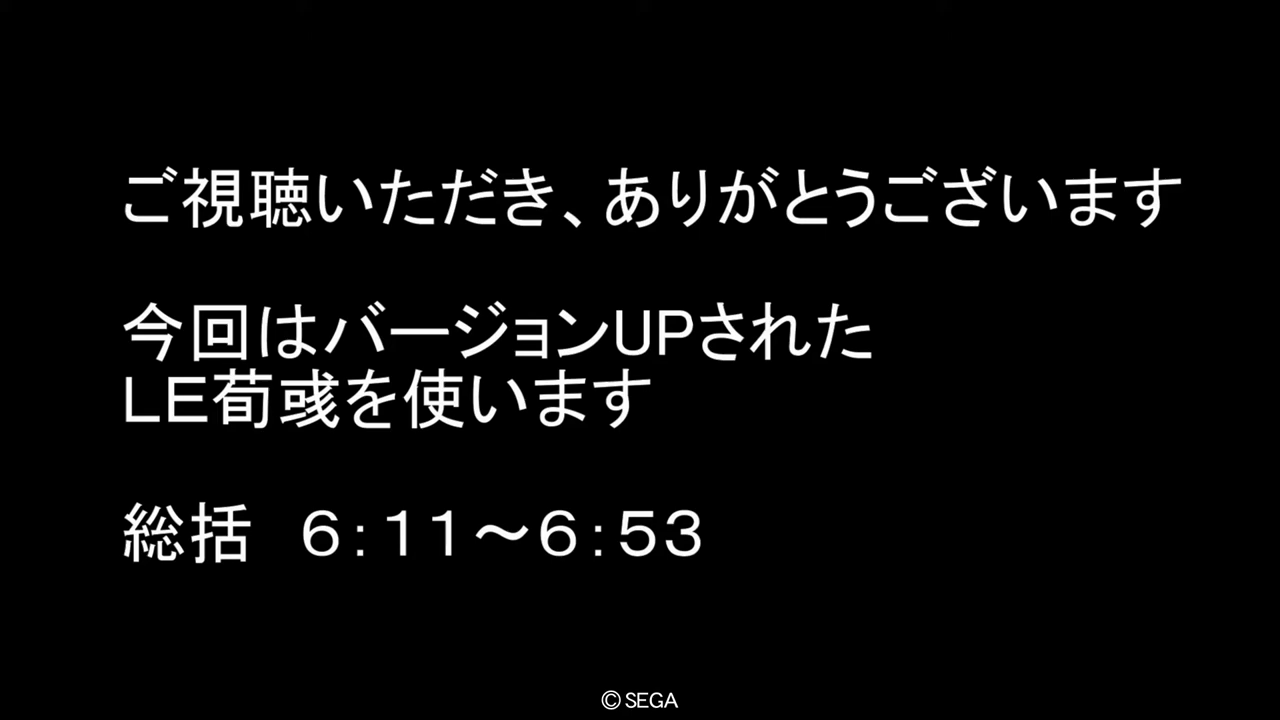 ご視聴いただき、ありがとうございます
今回はバージョンUPされた
LE荀彧を使います
総括　6:11～6:53
©SEGA